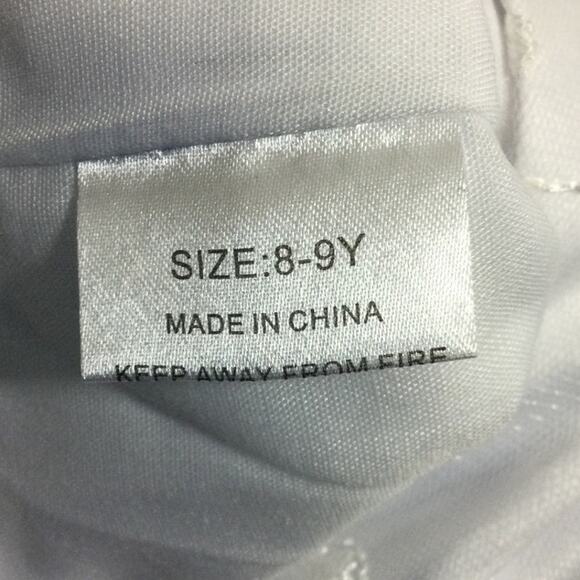 SIZE:8-9Y
MADE IN CHINA
KEEP AWAY FROM FIRE